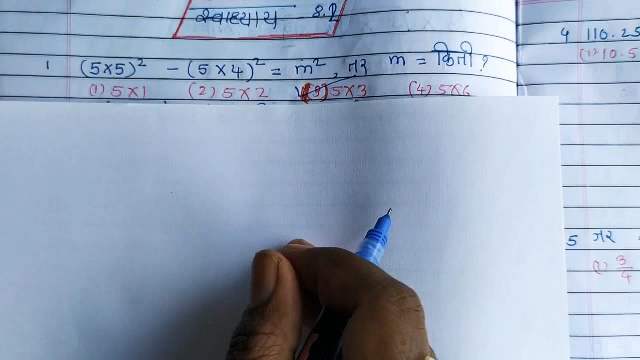 स्वाध्याय - 8.2
1 (5×5)² - (5×4)² = m², तर m = किती?
(1) 5×1 (2) 5×2 (3) 5×3 (4) 5×6
4 110.25
(1) 10.5
5 जर
(1) 3/4